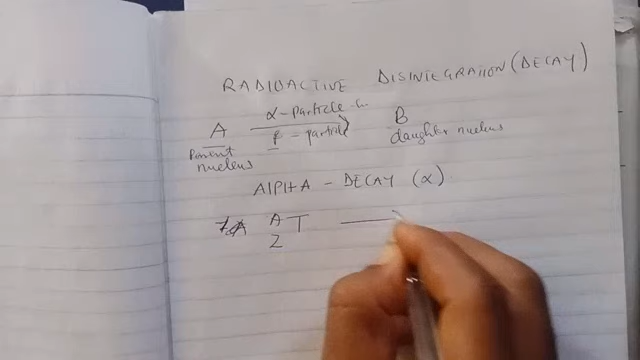 RADIOACTIVE DISINTEGRATION (DECAY)
α-particle
A B
β-particle
Parent daughter nucleus
nucleus
AlPHA - DECAY (α)
A
T
Z